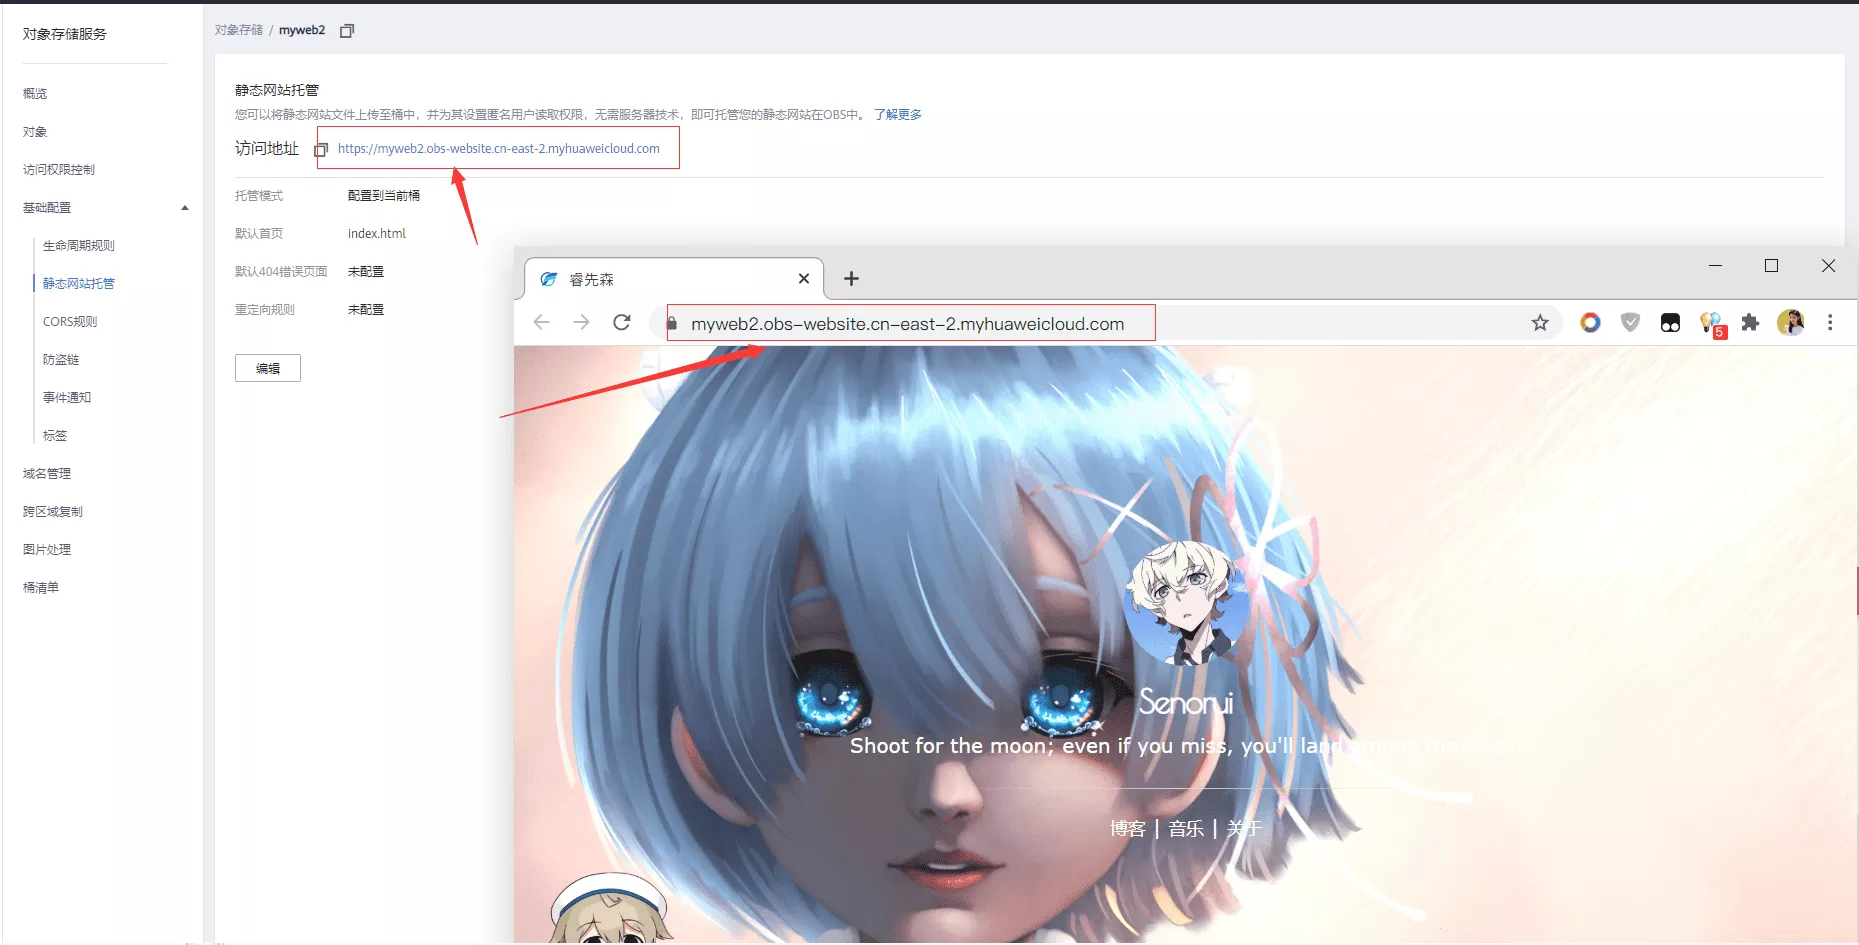 对象存储服务
概览
对象
访问权限控制
基础配置
生命周期规则
静态网站托管
CORS规则
防盗链
事件通知
标签
域名管理
跨区域复制
图片处理
桶清单
对象存储 / myweb2
静态网站托管
您可以将静态网站文件上传至桶中，并为其设置匿名用户读取权限，无需服务器技术，即可托管您的静态网站在OBS中。 了解更多
访问地址 https://myweb2.obs-website.cn-east-2.myhuaweicloud.com
托管模式 配置到当前桶
默认首页 index.html
默认404错误页面 未配置
重定向规则 未配置
编辑
睿先森
myweb2.obs-website.cn-east-2.myhuaweicloud.com
5
Senorui
Shoot for the moon; even if you miss, you'll land among the stars
博客 | 音乐 | 关于